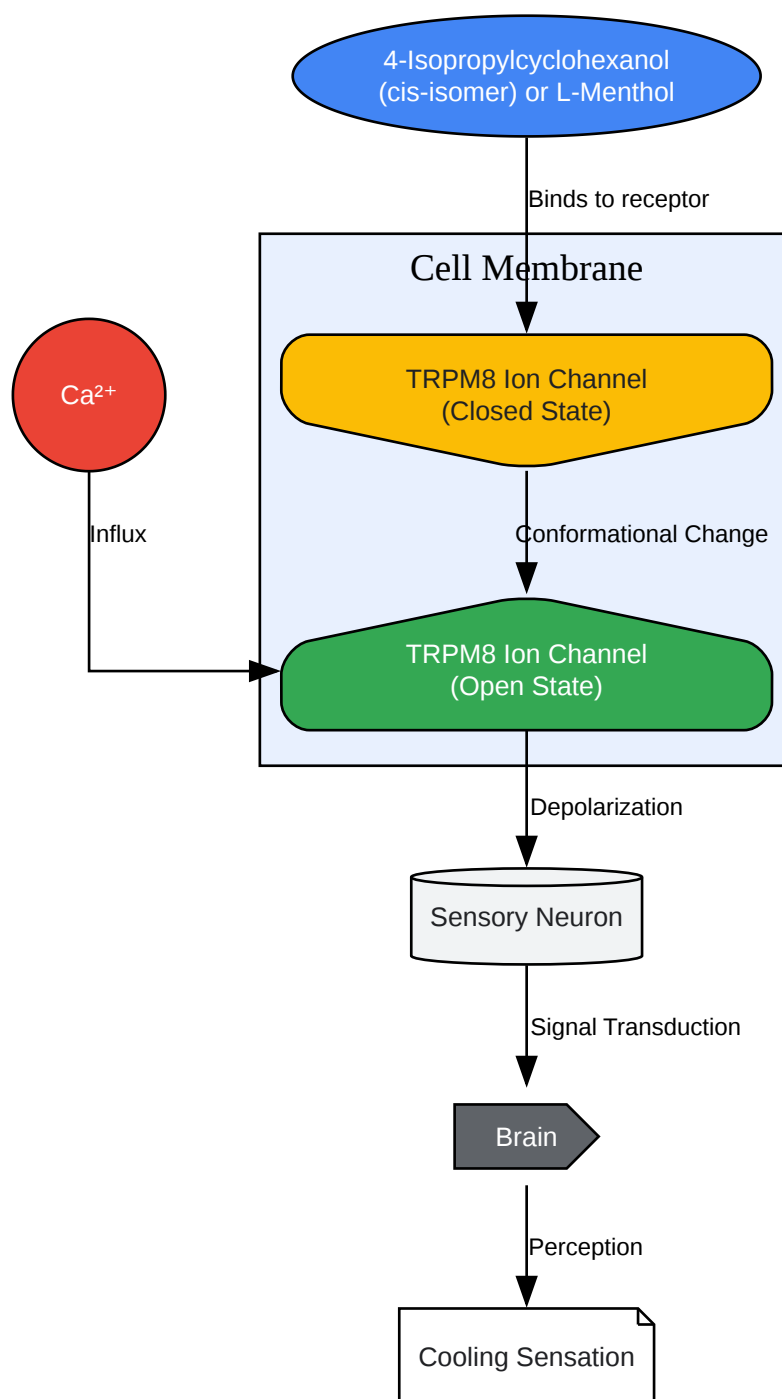 4-Isopropylcyclohexanol
(cis-isomer) or L-Menthol
Binds to receptor
Cell Membrane
TRPM8 Ion Channel
(Closed State)
Ca²⁺
Influx
Conformational Change
TRPM8 Ion Channel
(Open State)
Depolarization
Sensory Neuron
Signal Transduction
Brain
Perception
Cooling Sensation